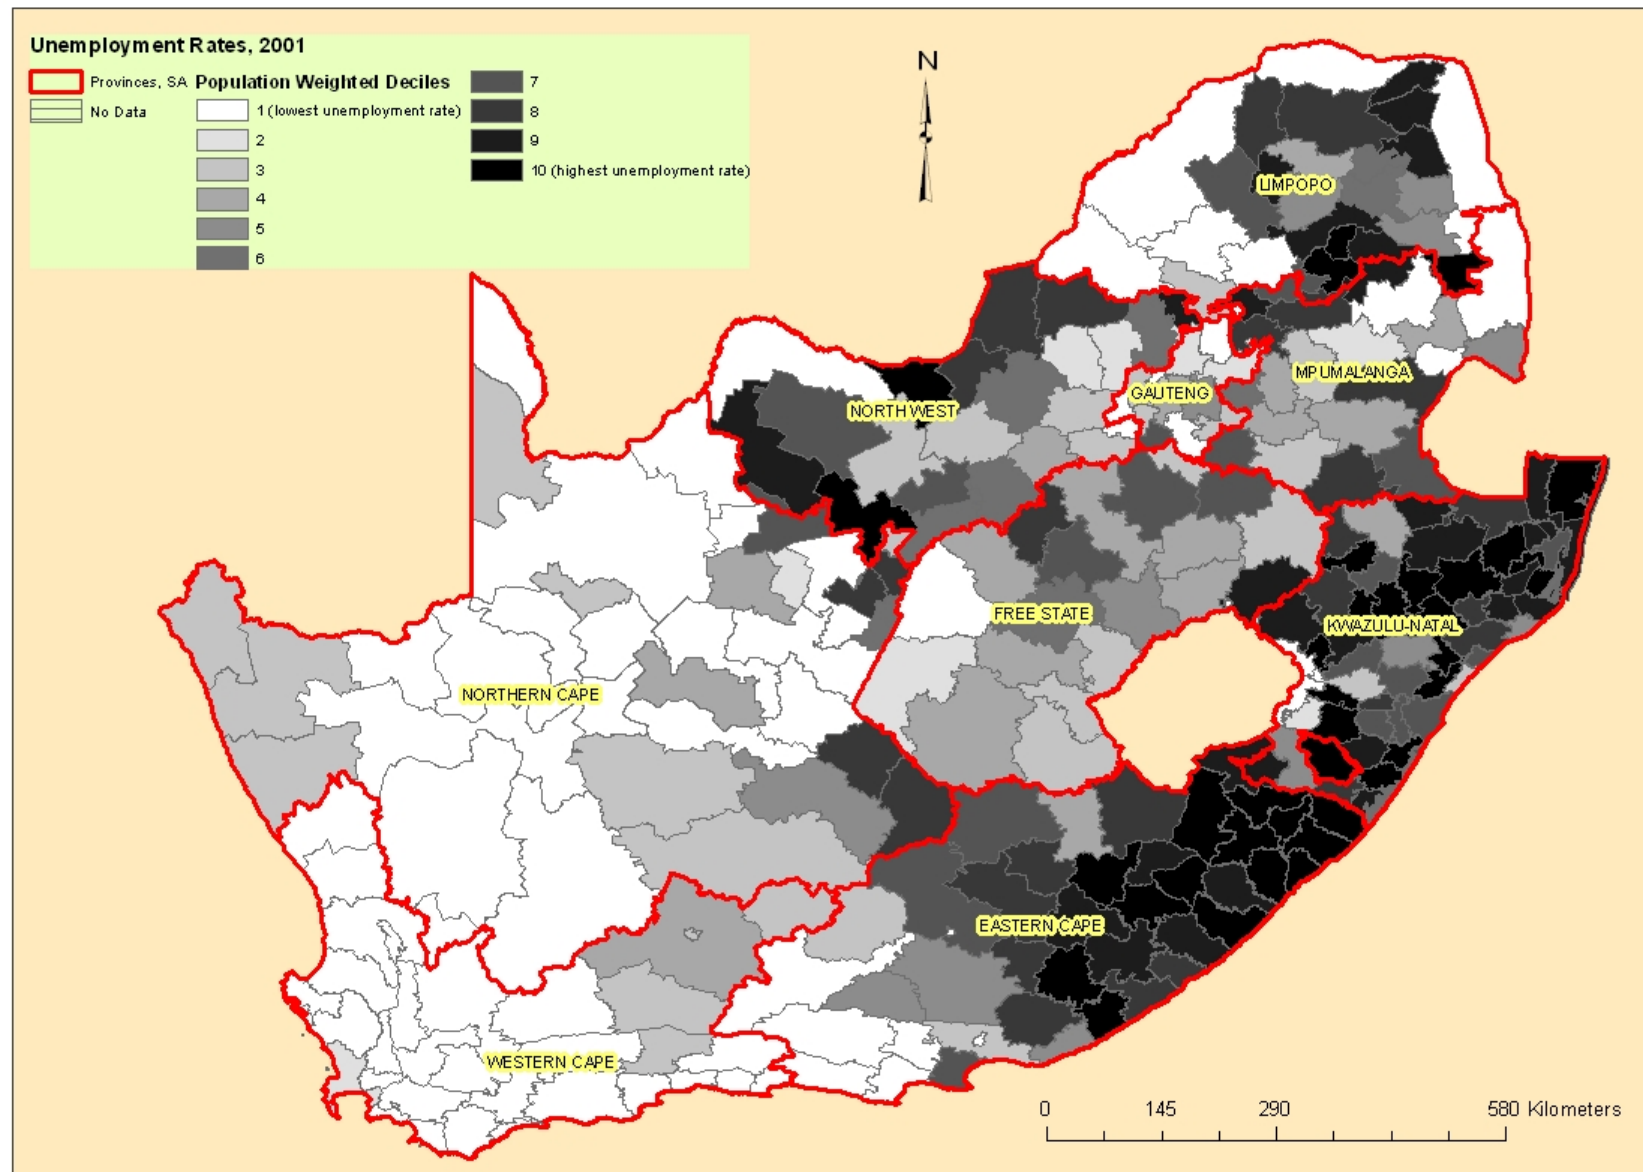 Unemployment Rates, 2001
Provinces, SA
No Data
Population Weighted Deciles
1 (lowest unemployment rate)
2
3
4
5
6
7
8
9
10 (highest unemployment rate)
N
LIMPOPO
MPUMALANGA
GAUTENG
NORTH WEST
FREE STATE
KWAZULU-NATAL
NORTHERN CAPE
EASTERN CAPE
WESTERN CAPE
0 145 290 580 Kilometers